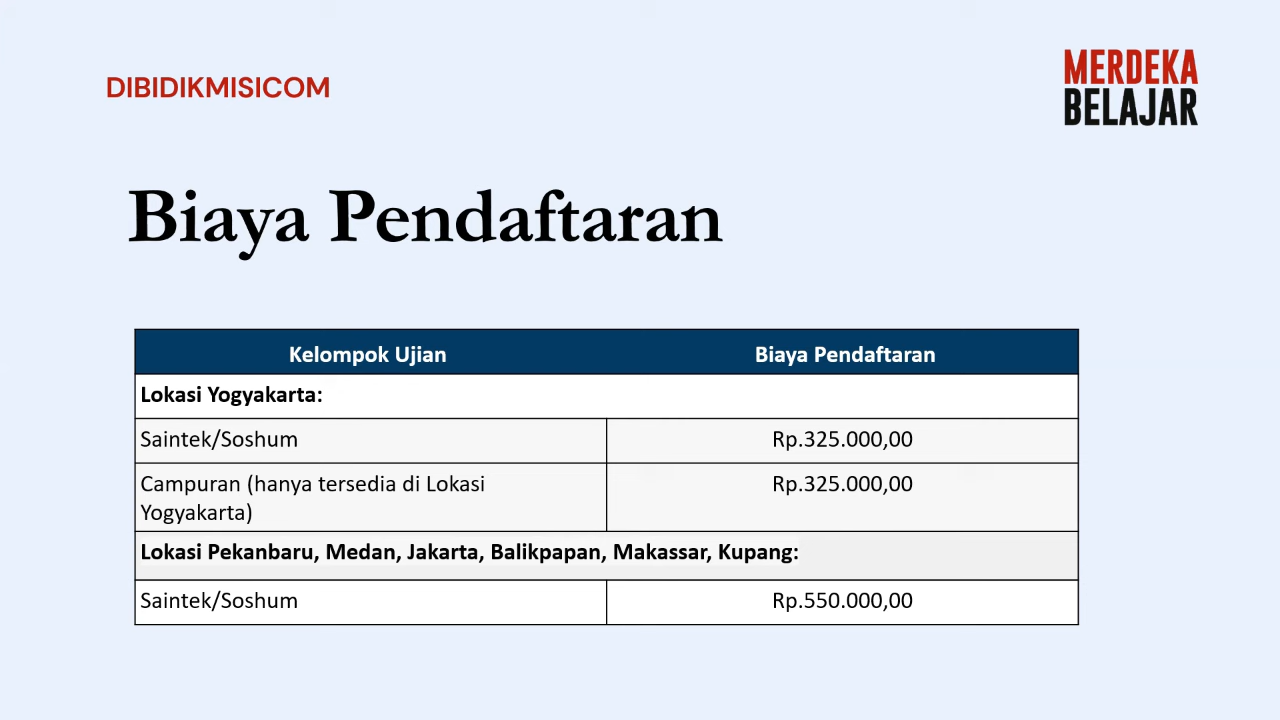 DIBIDIKMISICOM
MERDEKA
BELAJAR
Biaya Pendaftaran
Kelompok Ujian Biaya Pendaftaran
Lokasi Yogyakarta:
Saintek/Soshum Rp.325.000,00
Campuran (hanya tersedia di Lokasi Rp.325.000,00
Yogyakarta)
Lokasi Pekanbaru, Medan, Jakarta, Balikpapan, Makassar, Kupang:
Saintek/Soshum Rp.550.000,00